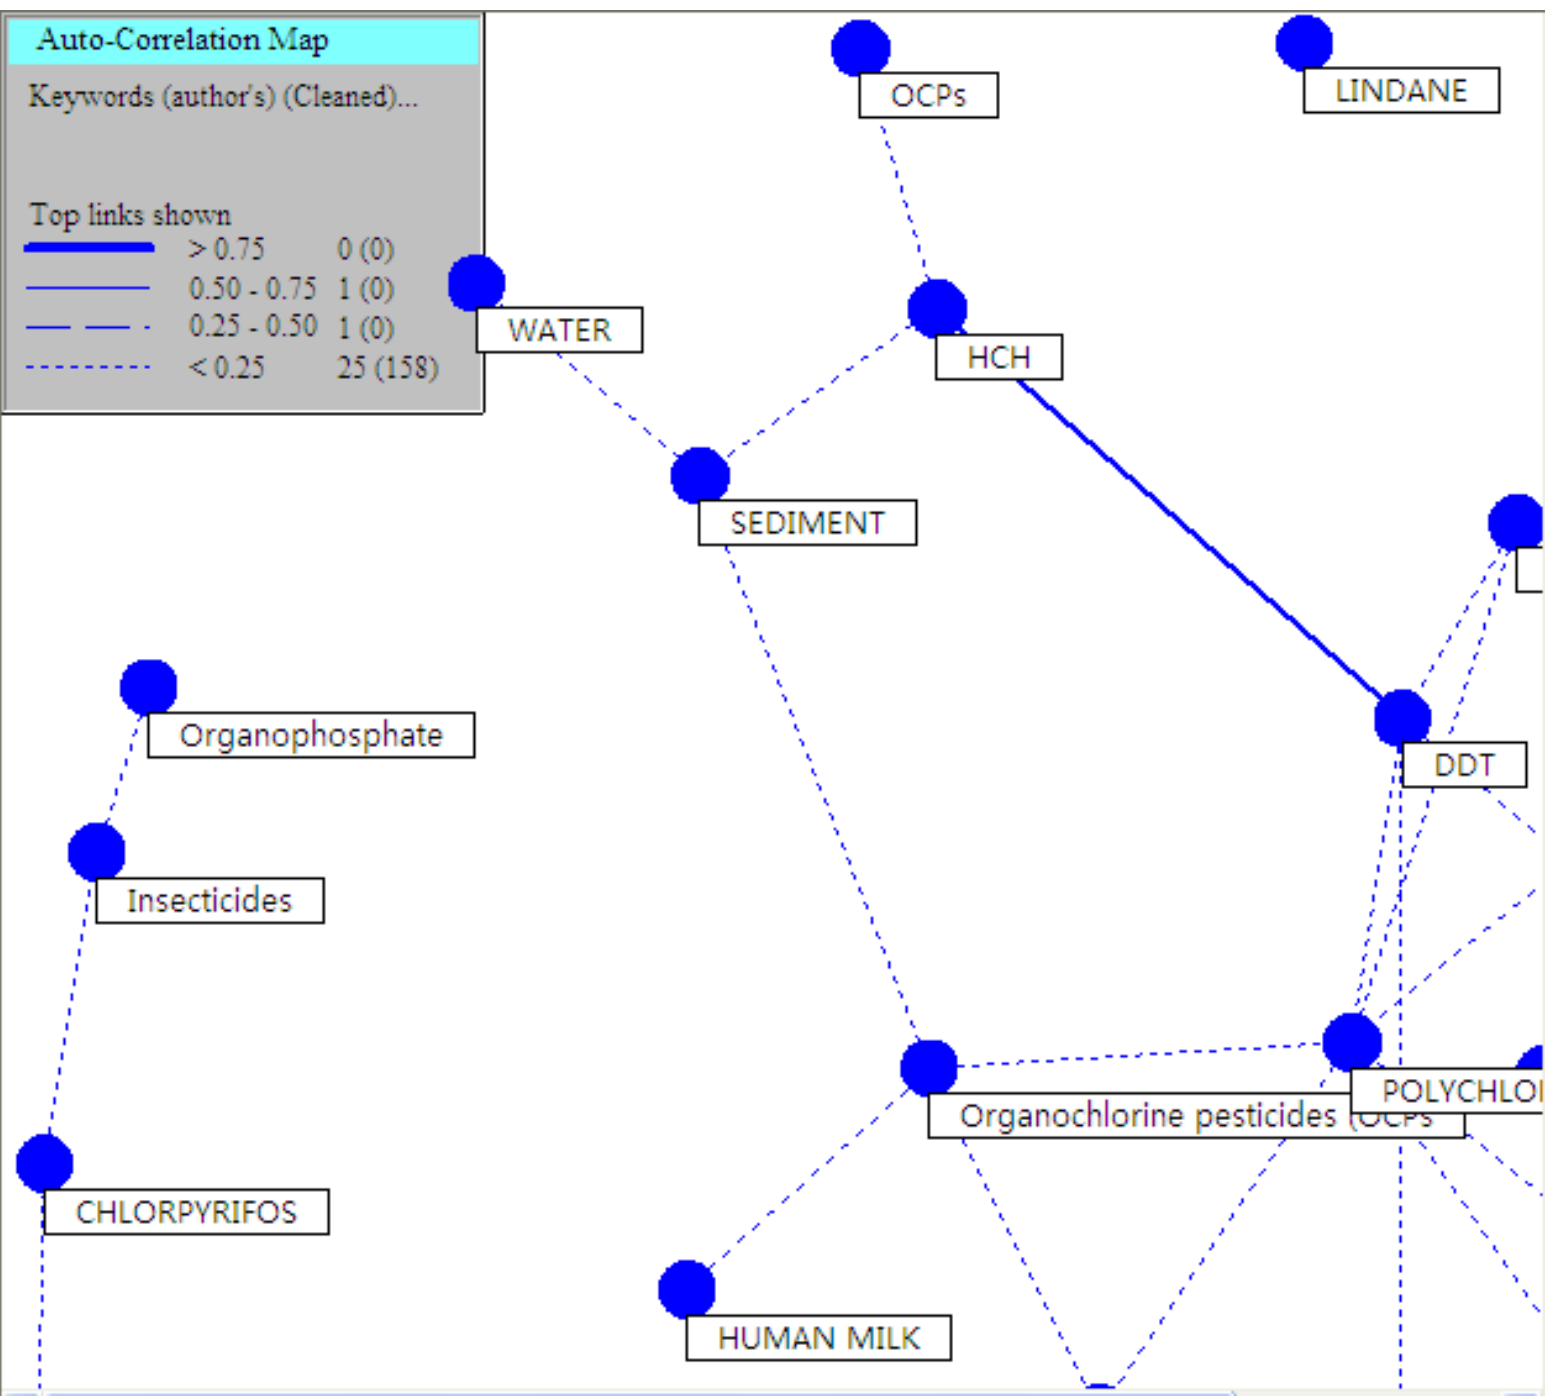 Auto-Correlation Map
Keywords (author's) (Cleaned)...
Top links shown
> 0.75 0 (0)
0.50 - 0.75 1 (0)
0.25 - 0.50 1 (0)
< 0.25 25 (158)
OCPs
LINDANE
WATER
HCH
SEDIMENT
Organophosphate
DDT
Insecticides
POLYCHLO
Organochlorine pesticides (OCPs
CHLORPYRIFOS
HUMAN MILK